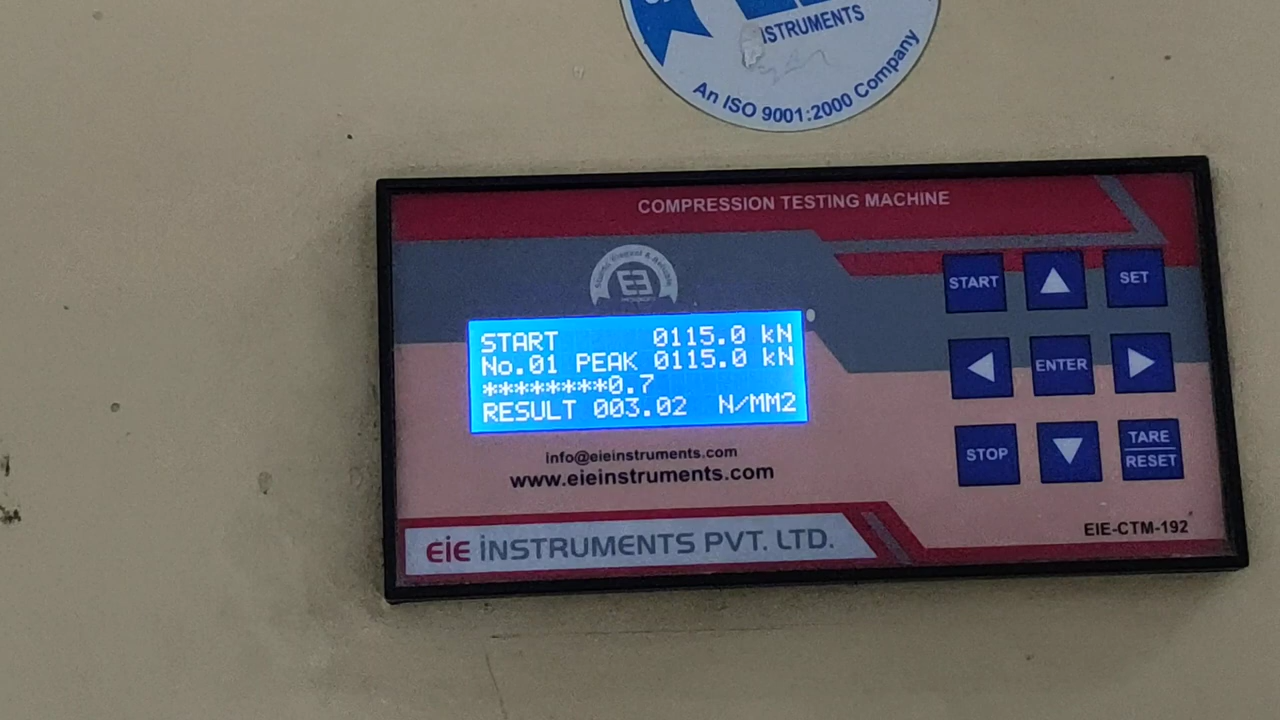 INSTRUMENTS
An ISO 9001:2000 Company
COMPRESSION TESTING MACHINE
START
SET
ENTER
STOP
TARE
RESET
START 0115.0 kN
No.01 PEAK 0115.0 kN
********0.7
RESULT 003.02 N/MM2
info@eieinstruments.com
www.eieinstruments.com
EIE-CTM-192
EIE INSTRUMENTS PVT. LTD.